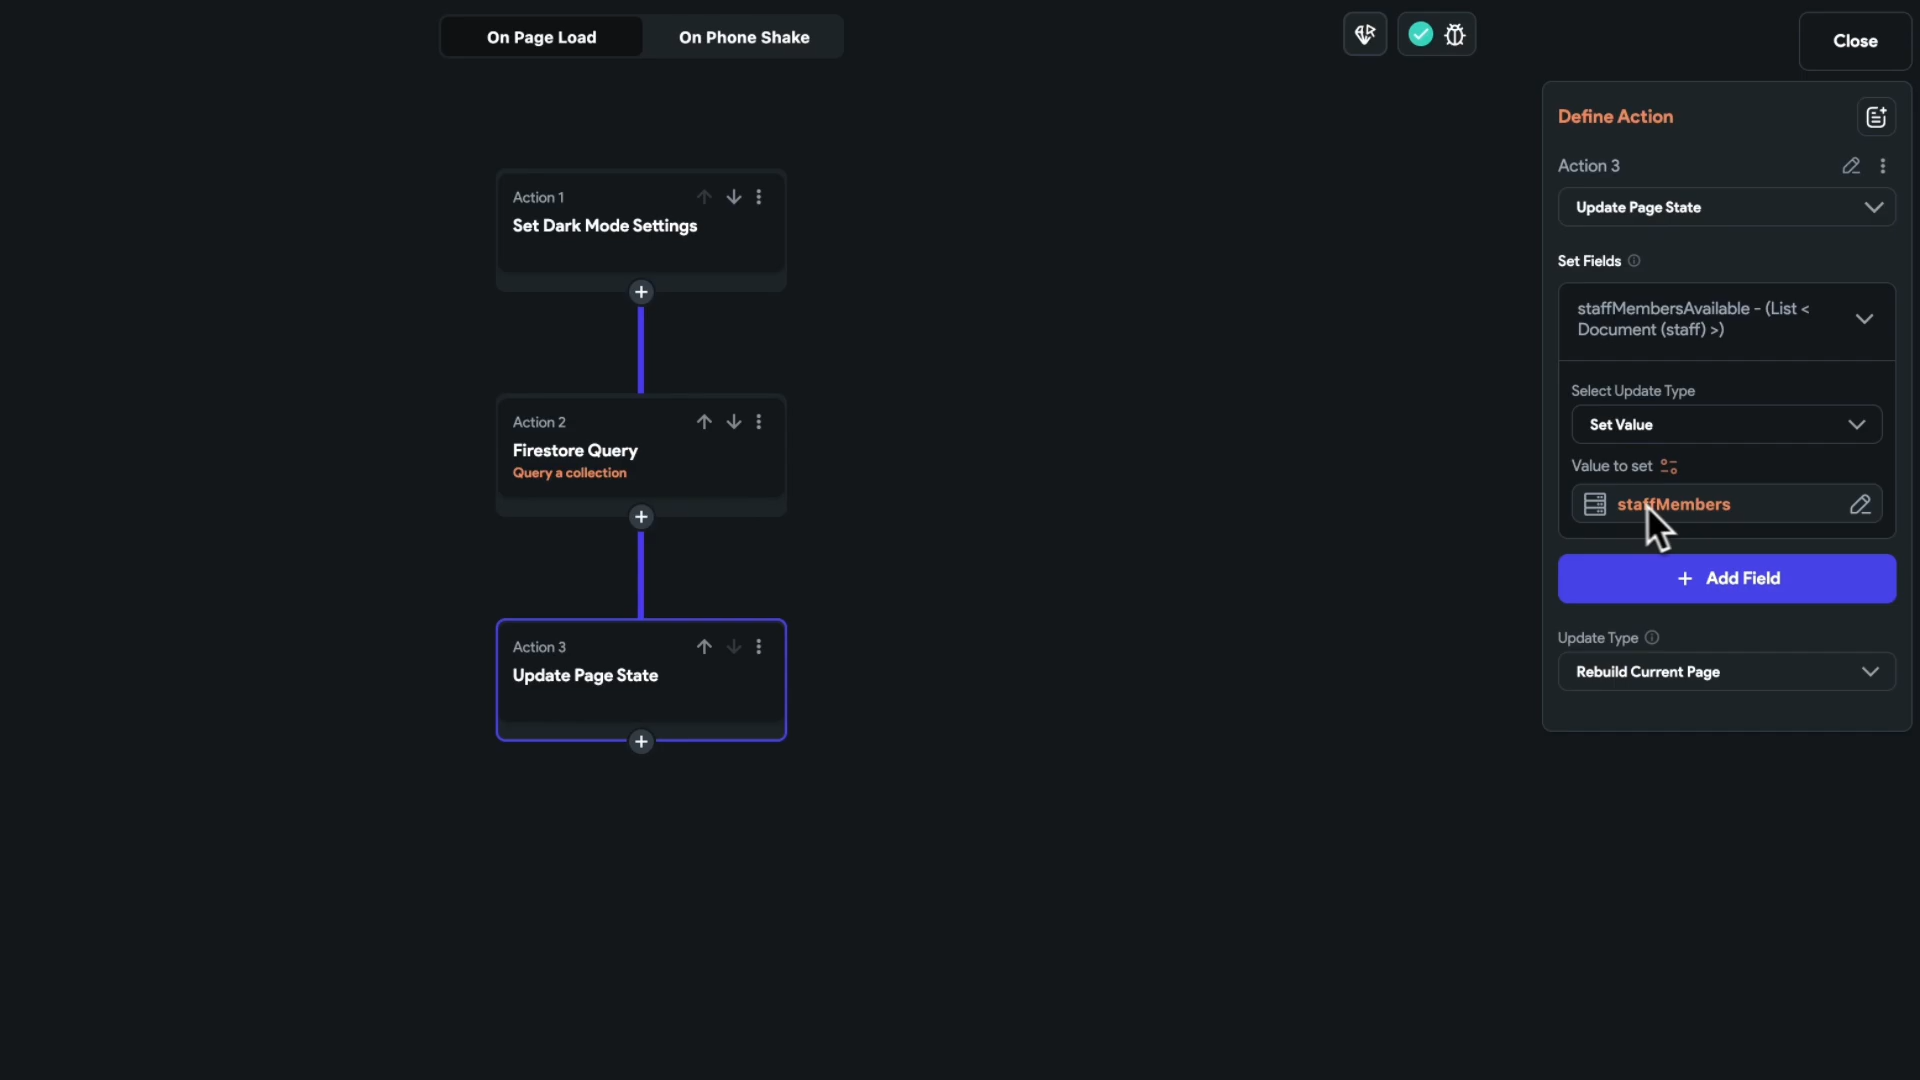 On Page Load
On Phone Shake
Close
Action 1
Set Dark Mode Settings
Action 2
Firestore Query
Query a collection
Action 3
Update Page State
Define Action
Action 3
Update Page State
Set Fields
staffMembersAvailable - (List <
Document (staff) >)
Select Update Type
Set Value
Value to set
staffMembers
+ Add Field
Update Type
Rebuild Current Page